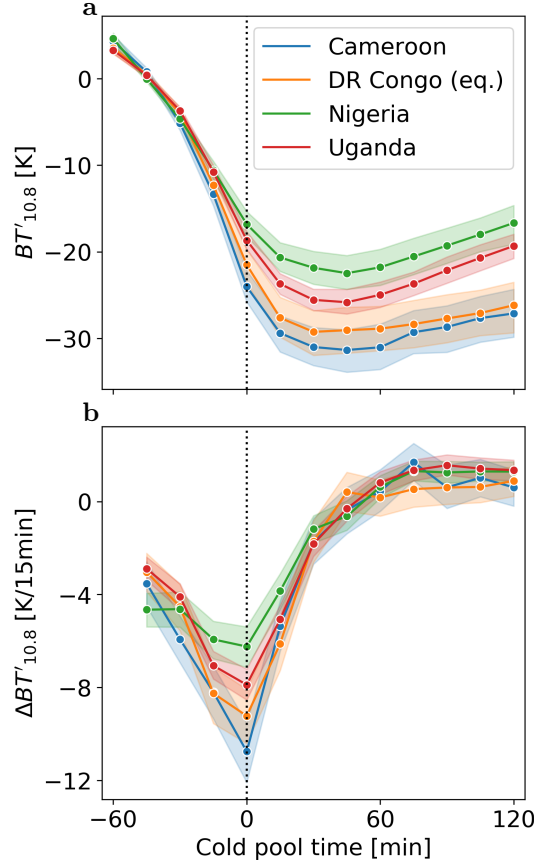 a
BT′10.8 [K]
0
−10
−20
−30
Cameroon
DR Congo (eq.)
Nigeria
Uganda
b
ΔBT′10.8 [K/15min]
0
−4
−8
−12
−60 0 60 120
Cold pool time [min]